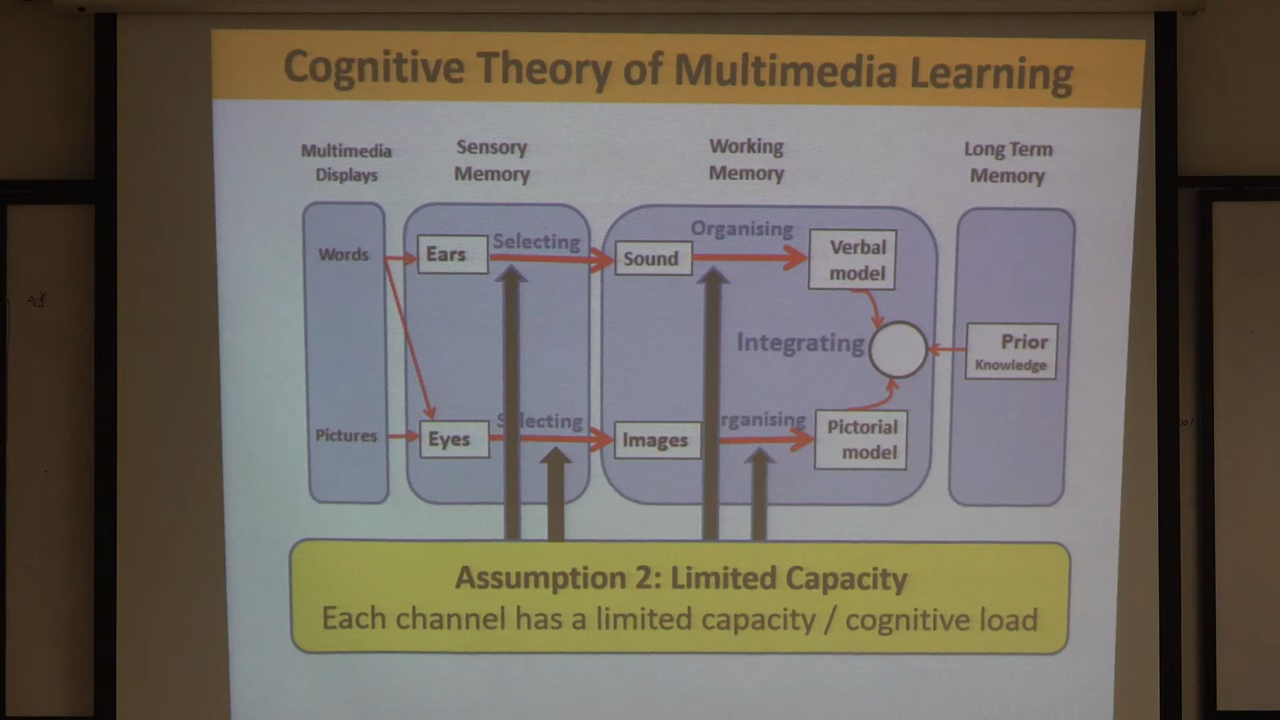 Cognitive Theory of Multimedia Learning
Multimedia
Displays
Sensory
Memory
Working
Memory
Long Term
Memory
Words
Ears
Selecting
Sound
Organising
Verbal
model
Integrating
Prior
Knowledge
Pictures
Eyes
S lecting
Images
rganising
Pictorial
model
Assumption 2: Limited Capacity
Each channel has a limited capacity / cognitive load